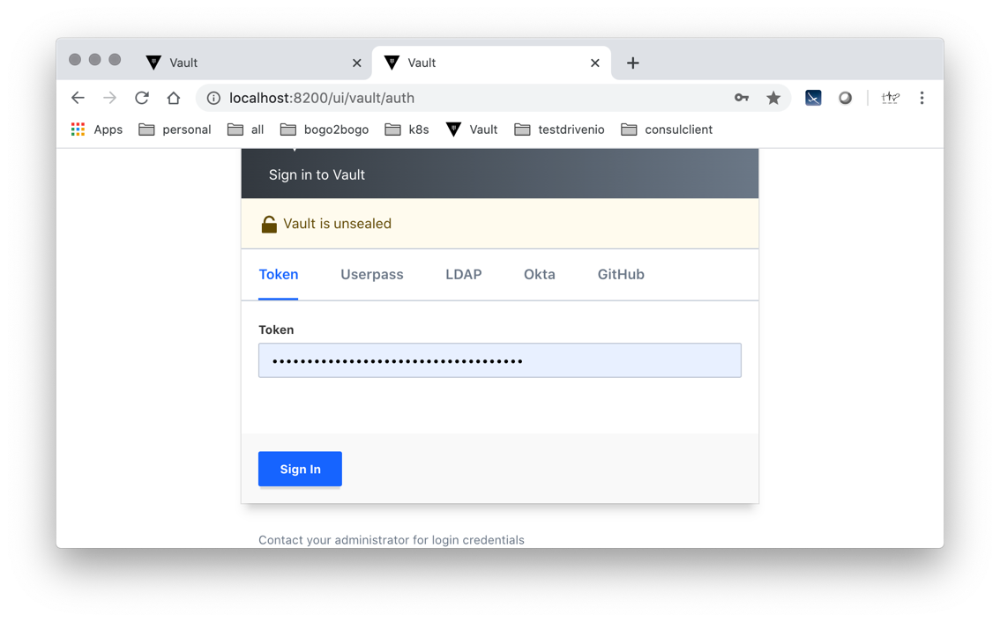 Vault
Vault
localhost:8200/ui/vault/auth
Apps personal all bogo2bogo k8s Vault testdrivenio consulclient
Sign in to Vault
Vault is unsealed
Token Userpass LDAP Okta GitHub
Token
••••••••••••••••••••••••••••••••••••
Sign In
Contact your administrator for login credentials